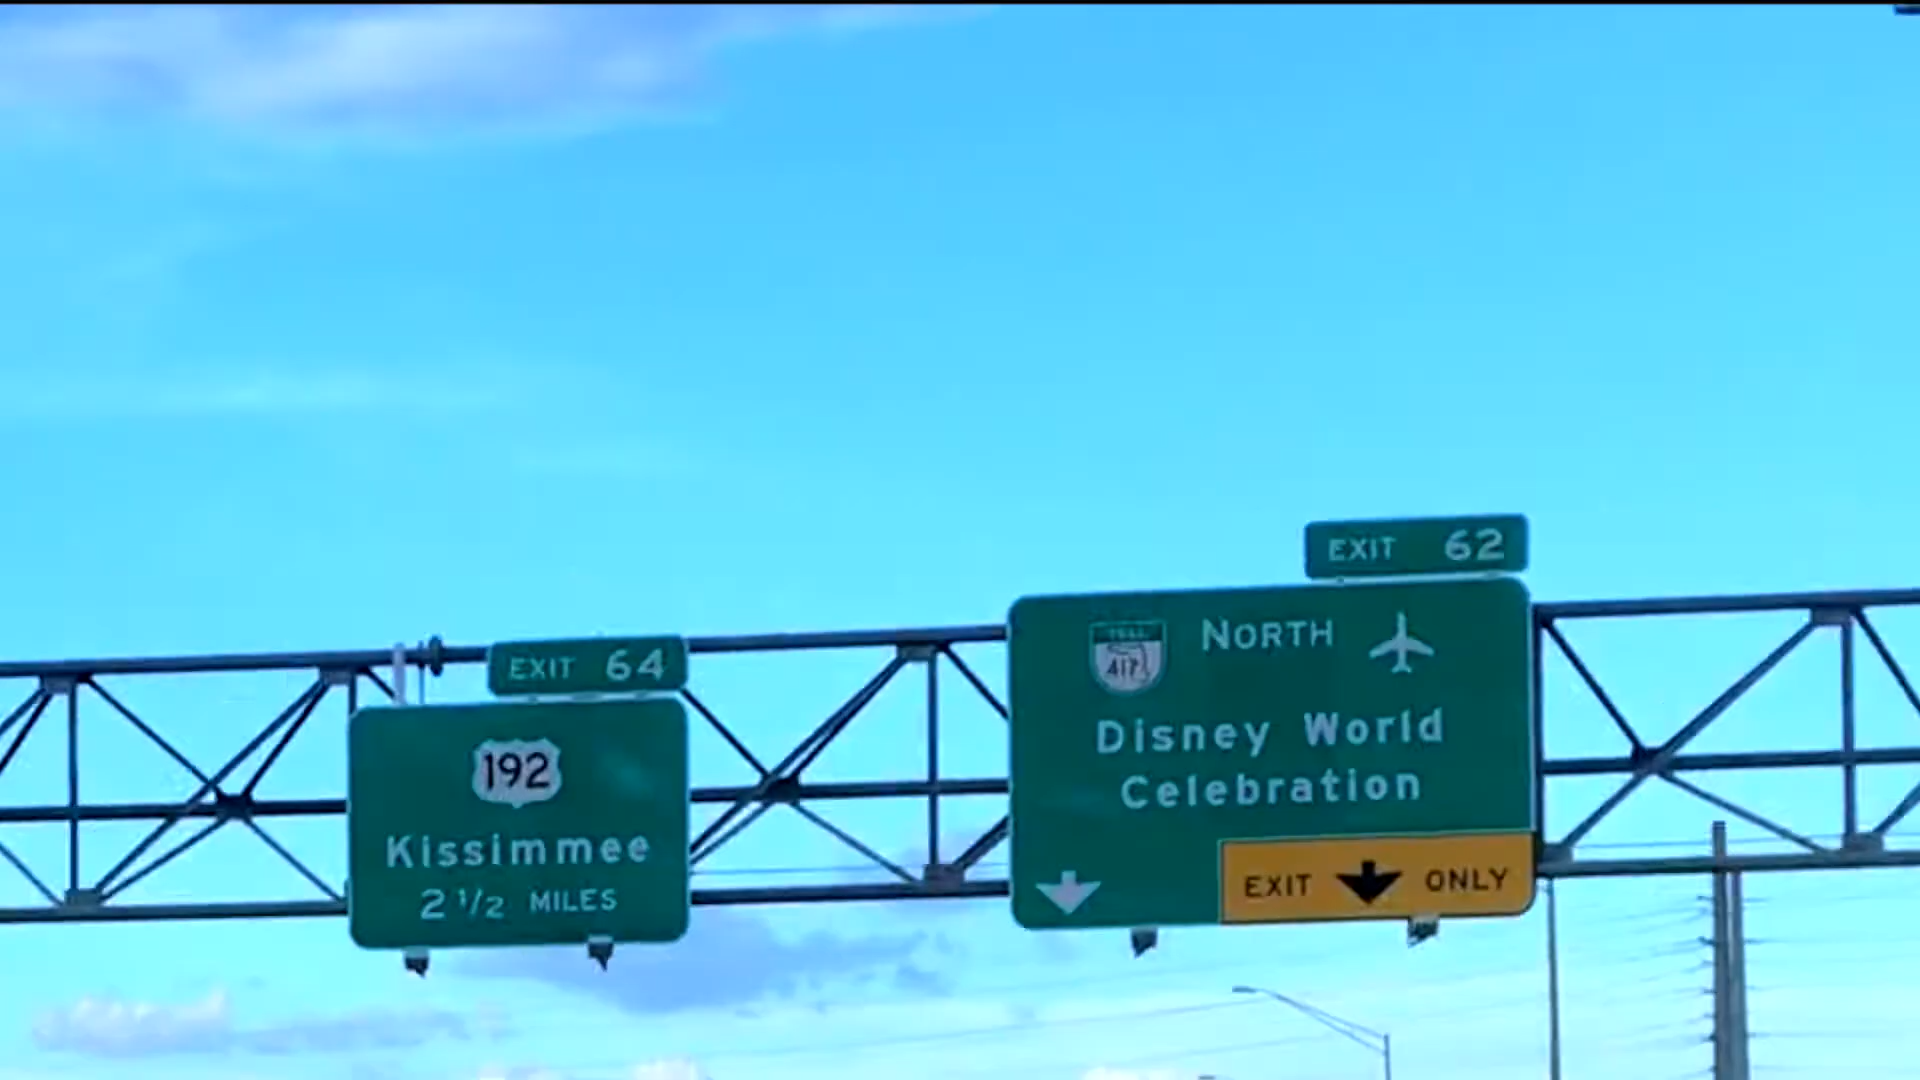 EXIT 64
192
Kissimmee
2 1/2 MILES
EXIT 62
417 NORTH
Disney World
Celebration
EXIT ONLY